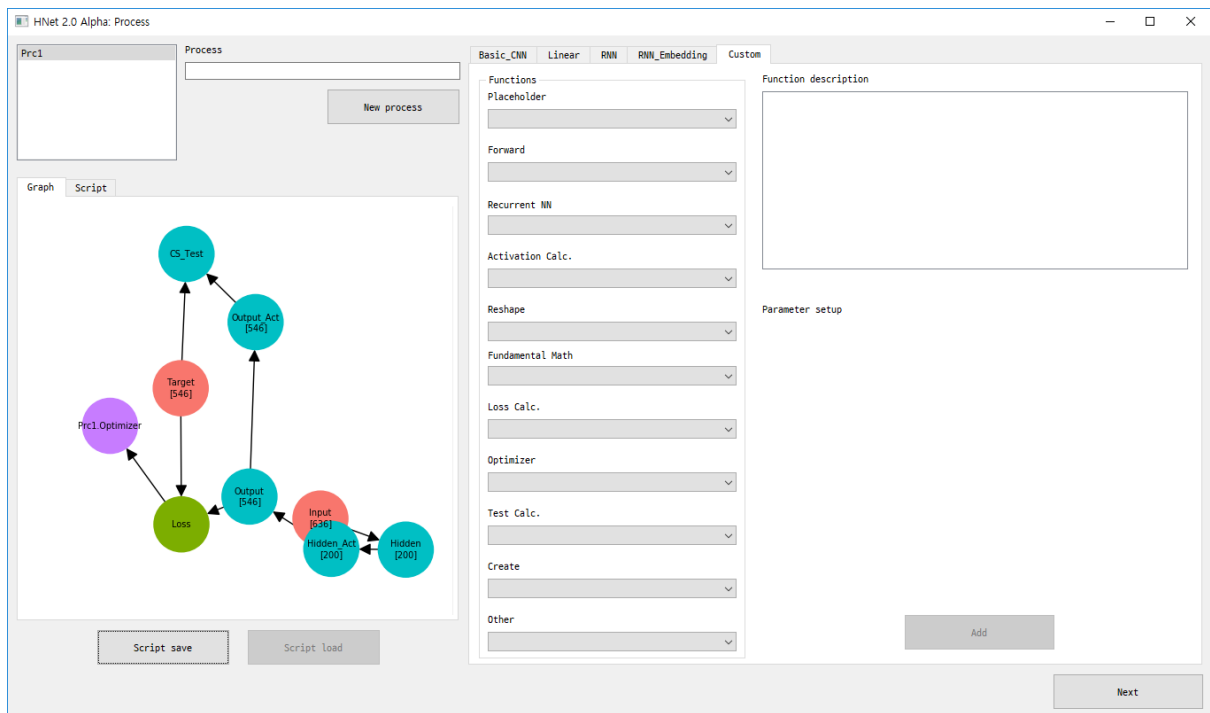 HNet 2.0 Alpha: Process
Prc1
Process
New process
Graph
Script
CS_Test
Output_Act
[546]
Target
[546]
Prc1.Optimizer
Output
[546]
Loss
Input
[636]
Hidden_Act
[200]
Hidden
[200]
Script save
Script load
Basic_CNN
Linear
RNN
RNN_Embedding
Custom
Functions
Placeholder
Forward
Recurrent NN
Activation Calc.
Reshape
Fundamental Math
Loss Calc.
Optimizer
Test Calc.
Create
Other
Function description
Parameter setup
Add
Next